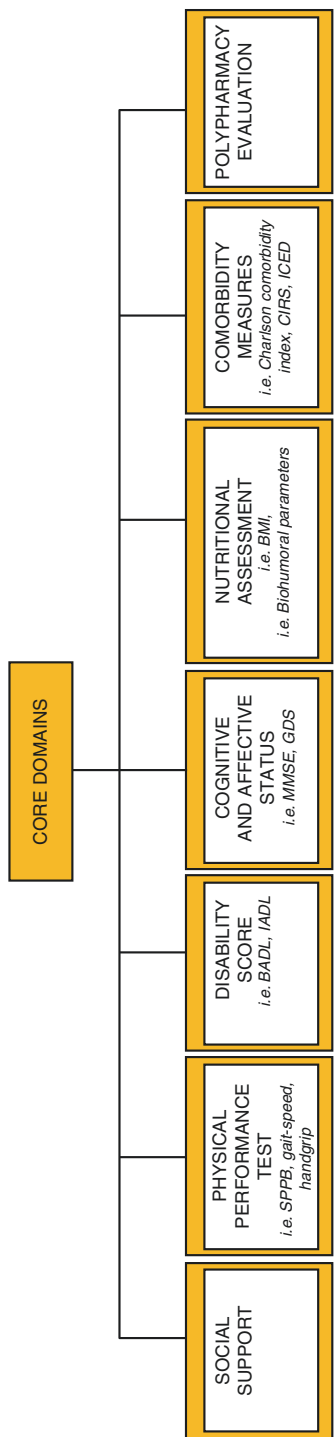 CORE DOMAINS
SOCIAL
SUPPORT
PHYSICAL
PERFORMANCE
TEST
i.e. SPPB, gait-speed,
handgrip
DISABILITY
SCORE
i.e. BADL, IADL
COGNITIVE
AND AFFECTIVE
STATUS
i.e. MMSE, GDS
NUTRITIONAL
ASSESSMENT
i.e. BMI,
i.e. Biohumoral parameters
COMORBIDITY
MEASURES
i.e. Charlson comorbidity
index, CIRS, ICED
POLYPHARMACY
EVALUATION